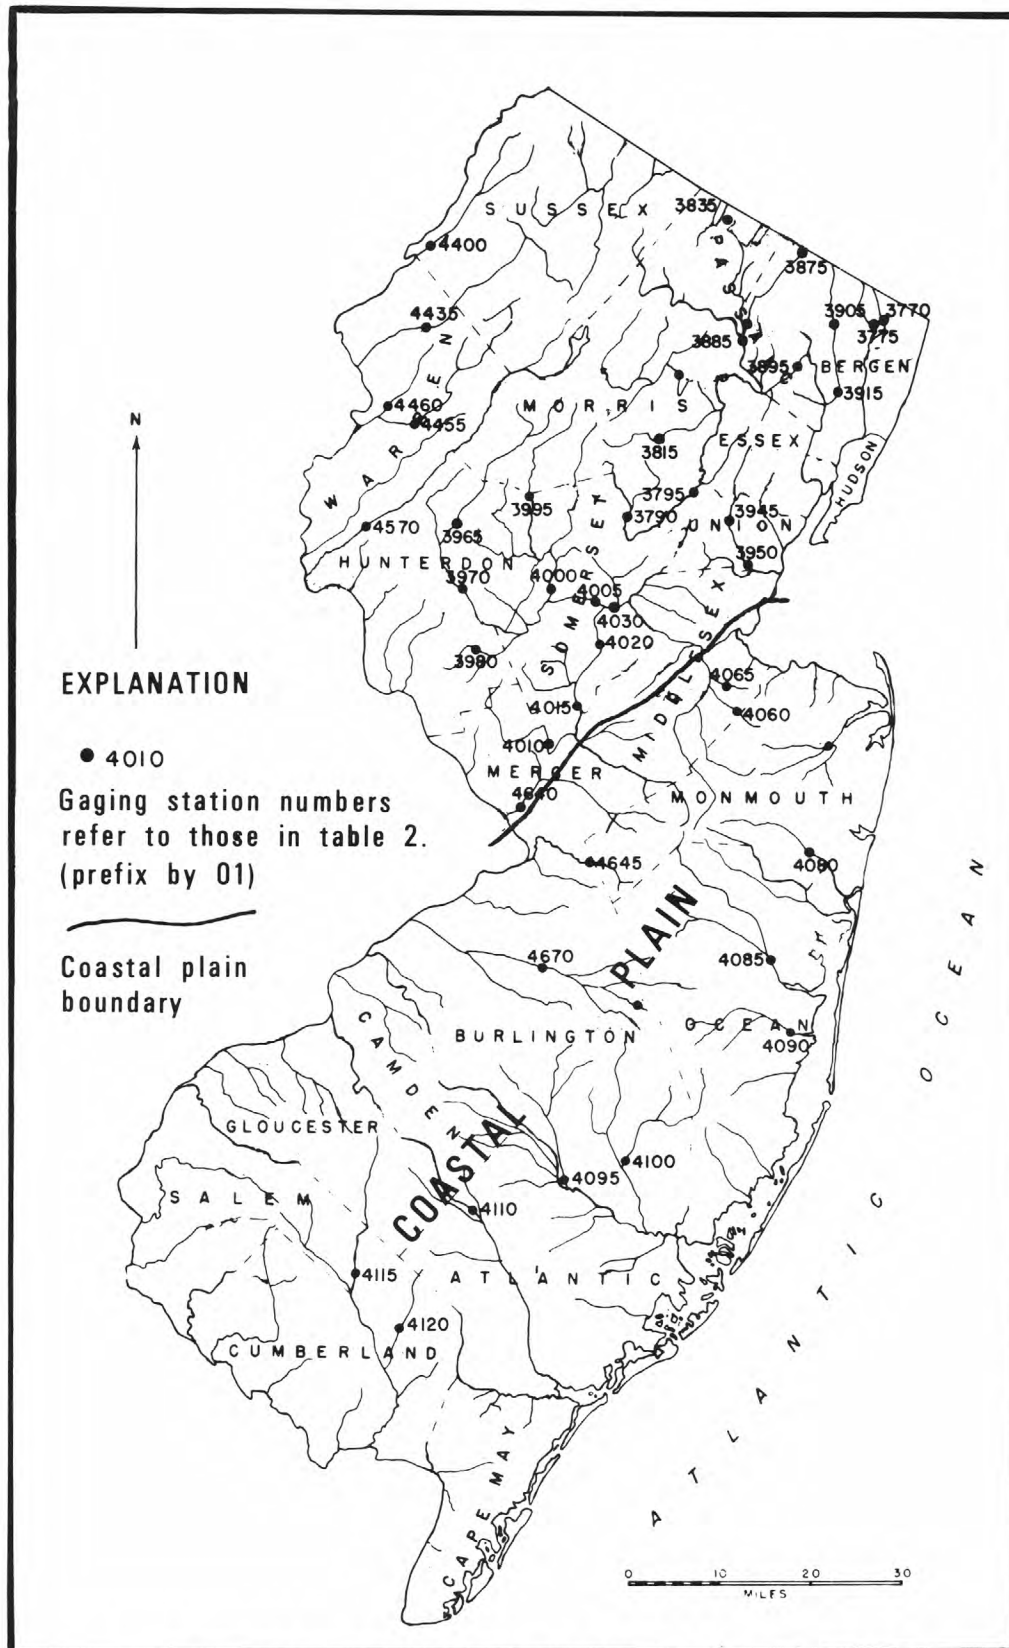 SUSSEX
3835
PASSAIC
4400
3875
4435
3905
3770
3775
3885
3895
BERGEN
WARREN
4460
4455
MORRIS
3915
3815
ESSEX
HUDSON
N
3995
3795
3790
3945
UNION
4570
3965
HUNTERDON
3950
3970
4000
4005
4030
SOMERSET
4020
3980
MIDDLESEX
4065
4060
4015
4010
MERCER
4640
MONMOUTH
EXPLANATION
4010
Gaging station numbers
refer to those in table 2.
(prefix by 01)
Coastal plain
boundary
4645
4080
4670
4085
COASTAL PLAIN
OCEAN
4090
BURLINGTON
CAMDEN
GLOUCESTER
4100
4095
SALEM
4110
4115
ATLANTIC
4120
CUMBERLAND
CAPE MAY
ATLANTIC OCEAN
0 10 20 30
MILES